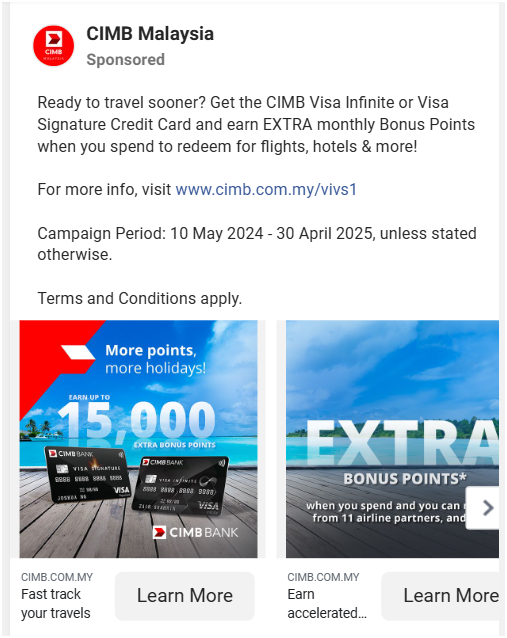 CIMB Malaysia
Sponsored
Ready to travel sooner? Get the CIMB Visa Infinite or Visa
Signature Credit Card and earn EXTRA monthly Bonus Points
when you spend to redeem for flights, hotels & more!
For more info, visit www.cimb.com.my/vivs1
Campaign Period: 10 May 2024 - 30 April 2025, unless stated
otherwise.
Terms and Conditions apply.
More points,
more holidays!
EARN UP TO
15,000
EXTRA BONUS POINTS
CIMB BANK
VISA SIGNATURE
VISA
CIMB BANK
VISA INFINITE
VISA
CIMB BANK
EXTRA
BONUS POINTS*
when you spend and you can
from 11 airline partners, and
CIMB.COM.MY
Fast track
your travels
Learn More
CIMB.COM.MY
Earn
accelerated...
Learn More